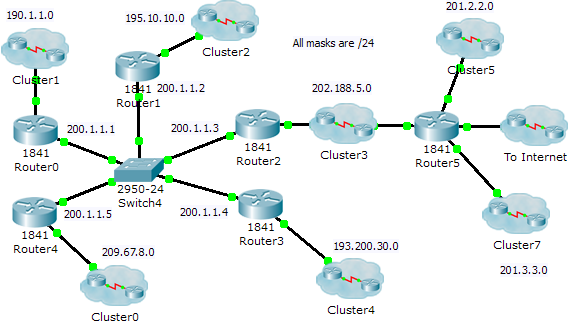 190.1.1.0
Cluster1
195.10.10.0
Cluster2
All masks are /24
201.2.2.0
Cluster5
1841
Router1
200.1.1.2
202.188.5.0
1841
Router0
200.1.1.1
200.1.1.3
1841
Router2
Cluster3
1841
Router5
To Internet
2950-24
Switch4
1841
Router4
200.1.1.5
200.1.1.4
1841
Router3
Cluster7
209.67.8.0
Cluster0
193.200.30.0
Cluster4
201.3.3.0